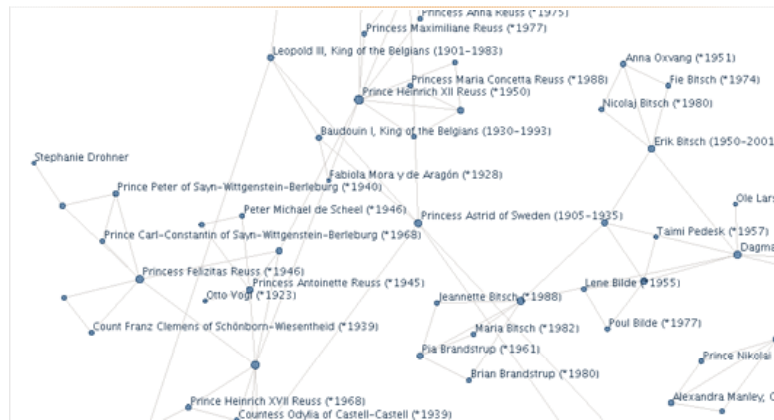 Princess Anna Reuss (*1975)
Princess Maximiliane Reuss (*1977)
Leopold III, King of the Belgians (1901–1983)
Anna Oxvang (*1951)
Princess Maria Concetta Reuss (*1988)
Fie Bitsch (*1974)
Prince Heinrich XII Reuss (*1950)
Nicolaj Bitsch (*1980)
Baudouin I, King of the Belgians (1930–1993)
Erik Bitsch (1950–2001
Stephanie Drohner
Fabiola Mora y de Aragón (*1928)
Prince Peter of Sayn-Wittgenstein-Berleburg (*1940)
Ole Lars
Peter Michael de Scheel (*1946)
Princess Astrid of Sweden (1905–1935)
Taimi Pedesk (*1957)
Prince Carl-Constantin of Sayn-Wittgenstein-Berleburg (*1968)
Dagma
Princess Felizitas Reuss (*1946)
Princess Antoinette Reuss (*1945)
Lene Bilde (*1955)
Otto Vogl (*1923)
Jeannette Bitsch (*1988)
Count Franz Clemens of Schönborn-Wiesentheid (*1939)
Maria Bitsch (*1982)
Poul Bilde (*1977)
Pia Brandstrup (*1961)
Prince Nikolai
Brian Brandstrup (*1980)
Prince Heinrich XVII Reuss (*1968)
Alexandra Manley, C
Countess Odylia of Castell-Castell (*1939)